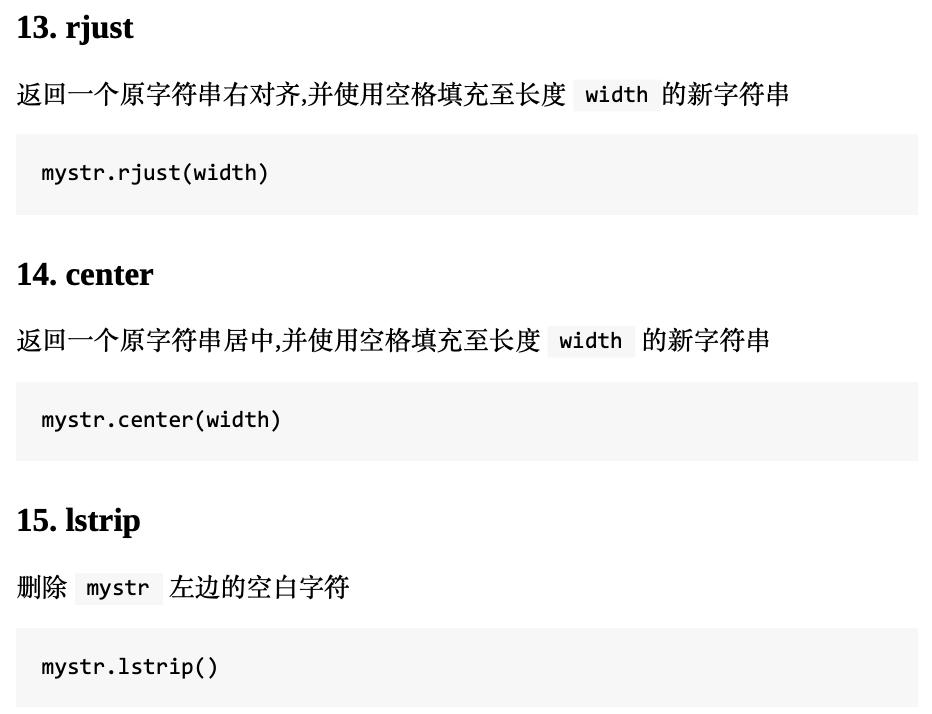 13. rjust
返回一个原字符串右对齐,并使用空格填充至长度 width 的新字符串
mystr.rjust(width)
14. center
返回一个原字符串居中,并使用空格填充至长度 width 的新字符串
mystr.center(width)
15. lstrip
删除 mystr 左边的空白字符
mystr.lstrip()